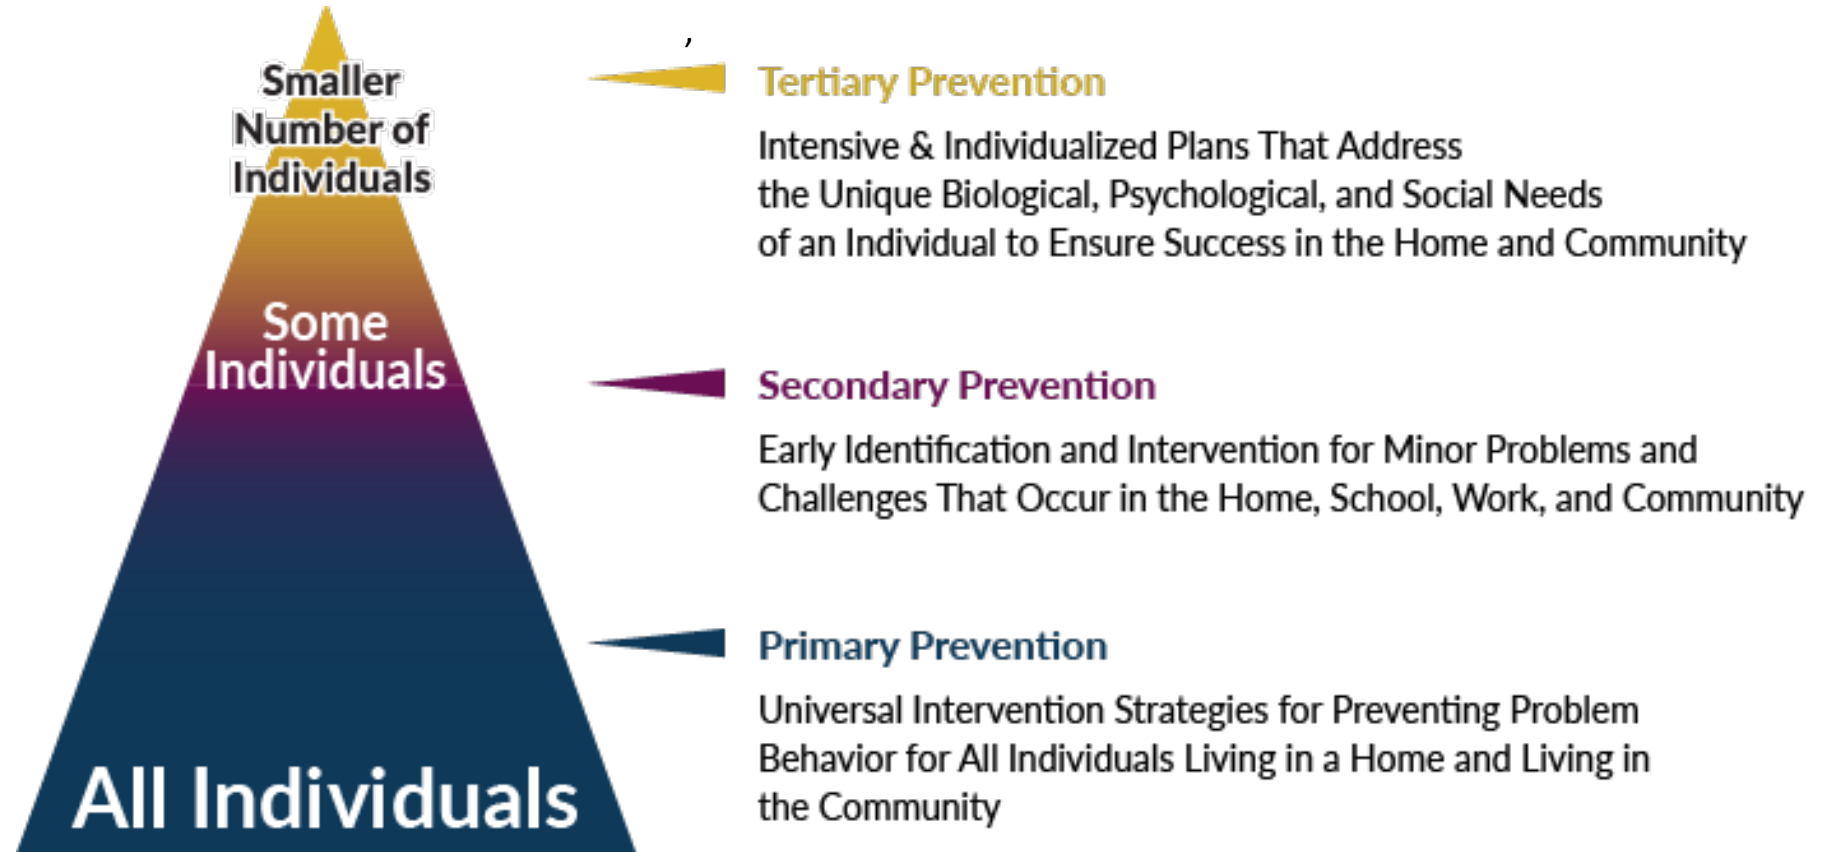 Smaller
Number of
Individuals
Some
Individuals
All Individuals
,
Tertiary Prevention
Intensive & Individualized Plans That Address
the Unique Biological, Psychological, and Social Needs
of an Individual to Ensure Success in the Home and Community
Secondary Prevention
Early Identification and Intervention for Minor Problems and
Challenges That Occur in the Home, School, Work, and Community
Primary Prevention
Universal Intervention Strategies for Preventing Problem
Behavior for All Individuals Living in a Home and Living in
the Community